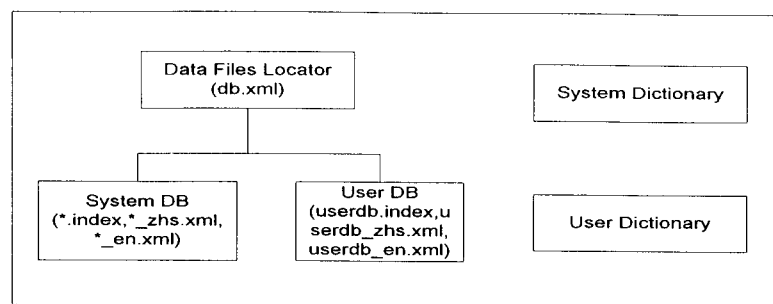 Data Files Locator
(db.xml)
System Dictionary
System DB
(*.index,*_zhs.xml,
*_en.xml)
User DB
(userdb.index,u
serdb_zhs.xml,
userdb_en.xml)
User Dictionary